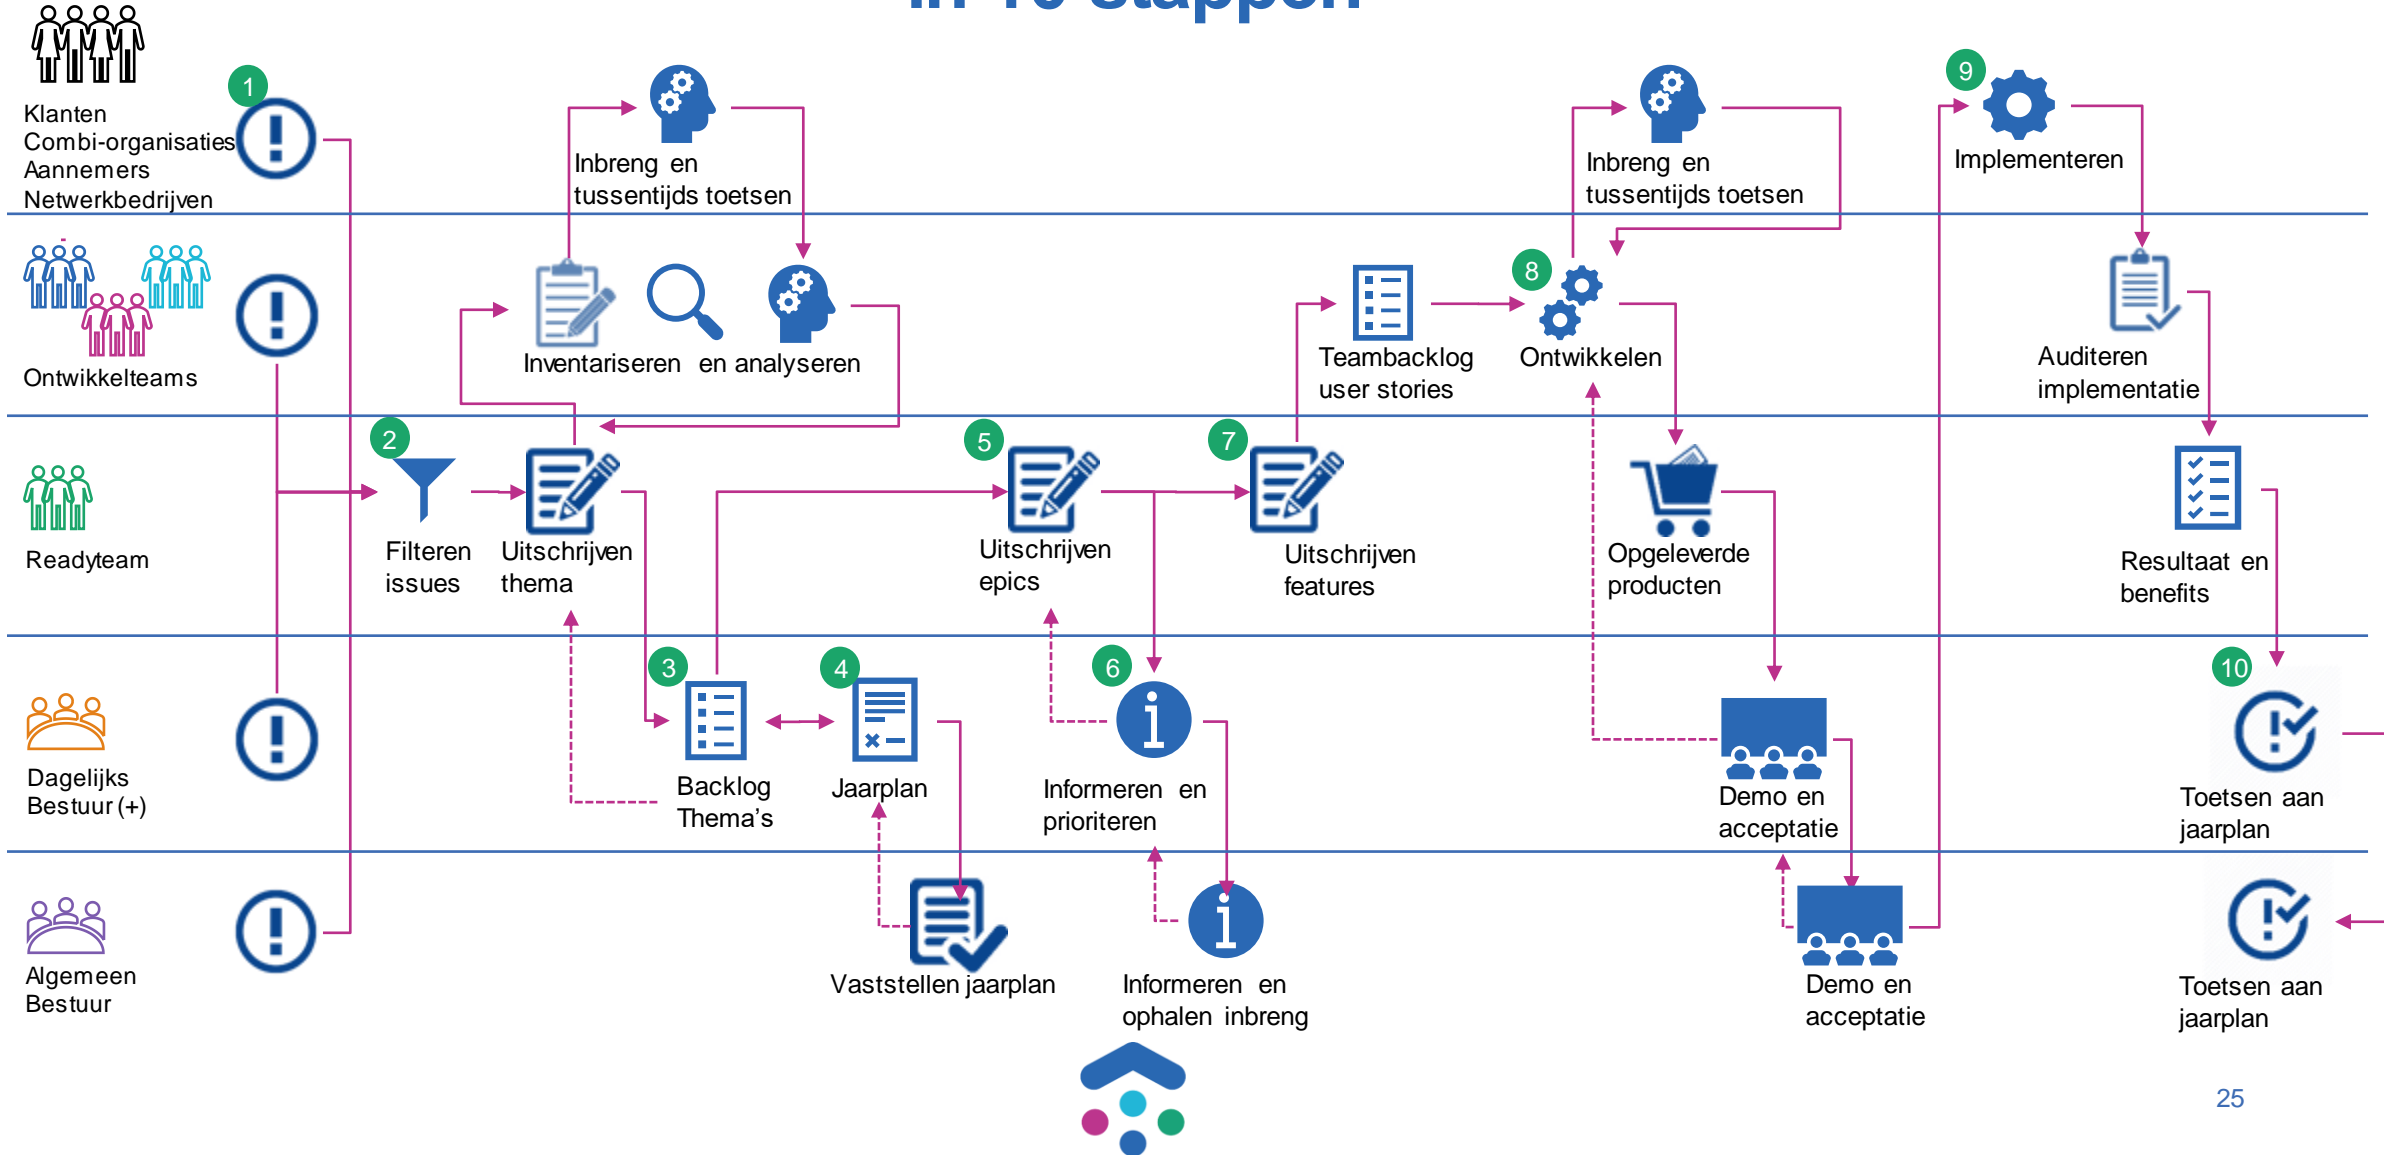 in 10 stappen
Klanten
Combi-organisaties
Aannemers
Netwerkbedrijven
1
Inbreng en
tussentijds toetsen
Inbreng en
tussentijds toetsen
9
Implementeren
Ontwikkelteams
Inventariseren en analyseren
Teambacklog
user stories
8
Ontwikkelen
Auditeren
implementatie
Readyteam
2
Filteren
issues
Uitschrijven
thema
5
Uitschrijven
epics
7
Uitschrijven
features
Opgeleverde
producten
Resultaat en
benefits
Dagelijks
Bestuur (+)
3
Backlog
Thema's
4
Jaarplan
6
Informeren en
prioriteren
Demo en
acceptatie
10
Toetsen aan
jaarplan
Algemeen
Bestuur
Vaststellen jaarplan
Informeren en
ophalen inbreng
Demo en
acceptatie
Toetsen aan
jaarplan
25